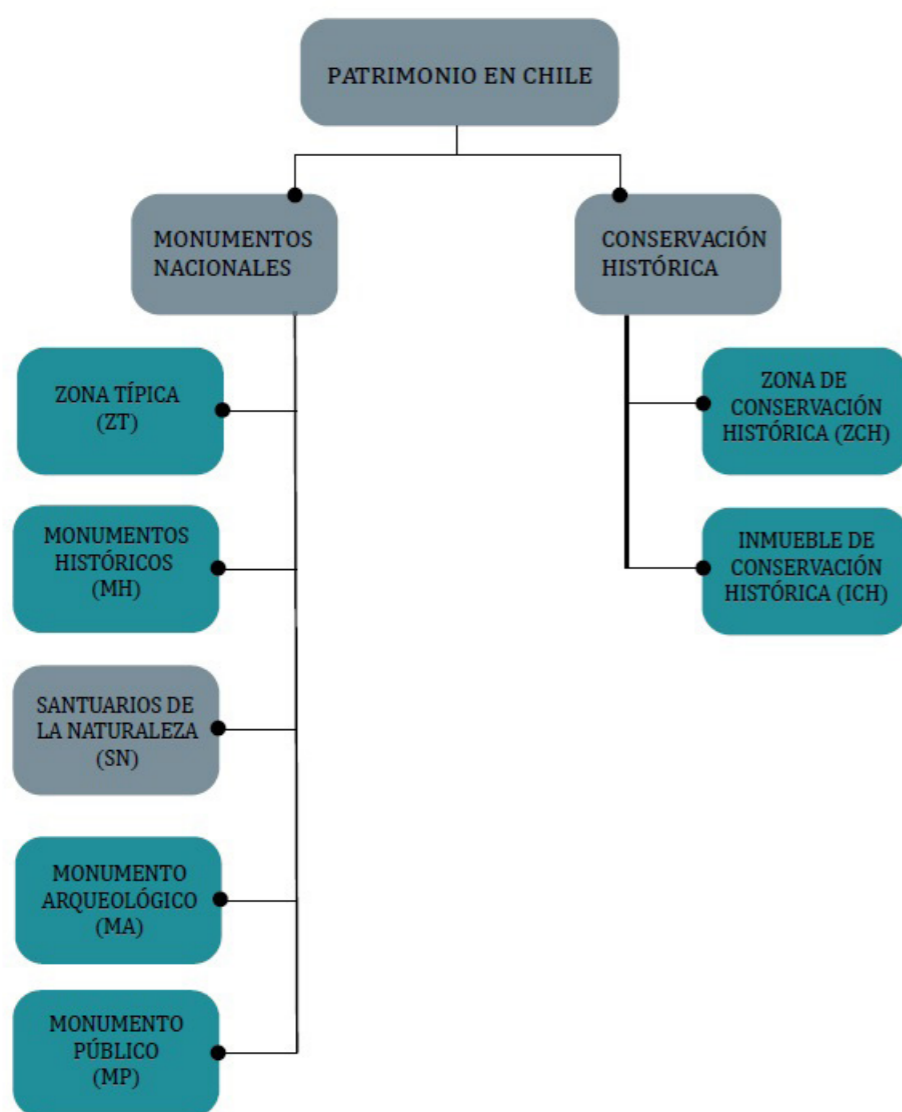 PATRIMONIO EN CHILE
MONUMENTOS
NACIONALES
CONSERVACIÓN
HISTÓRICA
ZONA TÍPICA
(ZT)
MONUMENTOS
HISTÓRICOS
(MH)
SANTUARIOS DE
LA NATURALEZA
(SN)
MONUMENTO
ARQUEOLÓGICO
(MA)
MONUMENTO
PÚBLICO
(MP)
ZONA DE
CONSERVACIÓN
HISTÓRICA (ZCH)
INMUEBLE DE
CONSERVACIÓN
HISTÓRICA (ICH)